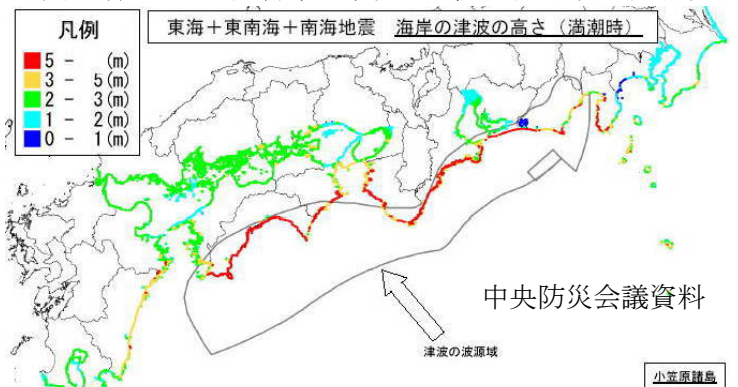 凡例
5 - (m)
3 - 5(m)
2 - 3(m)
1 - 2(m)
0 - 1(m)
東海+東南海+南海地震 海岸の津波の高さ(満潮時)
中央防災会議資料
津波の波源域
小笠原諸島